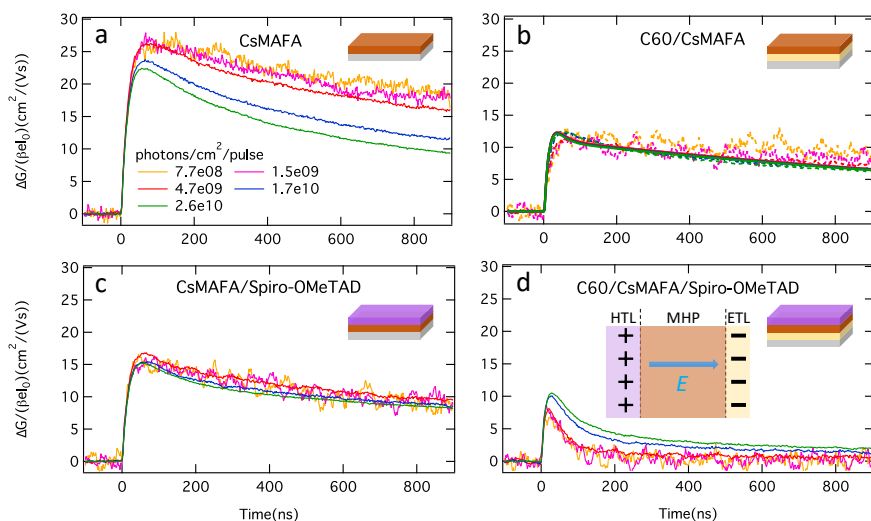 a
CsMAFA
ΔG/(βeI₀)(cm²/(Vs))
30
25
20
15
10
5
0
photons/cm²/pulse
7.7e08
1.5e09
4.7e09
1.7e10
2.6e10
0
200
400
600
800
b
C60/CsMAFA
30
25
20
15
10
5
0
0
200
400
600
800
c
CsMAFA/Spiro-OMeTAD
ΔG/(βeI₀)(cm²/(Vs))
30
25
20
15
10
5
0
0
200
400
600
800
Time(ns)
d
C60/CsMAFA/Spiro-OMeTAD
30
25
20
15
10
5
0
HTL
MHP
ETL
+
+
+
+
E
−
−
−
−
0
200
400
600
800
Time(ns)